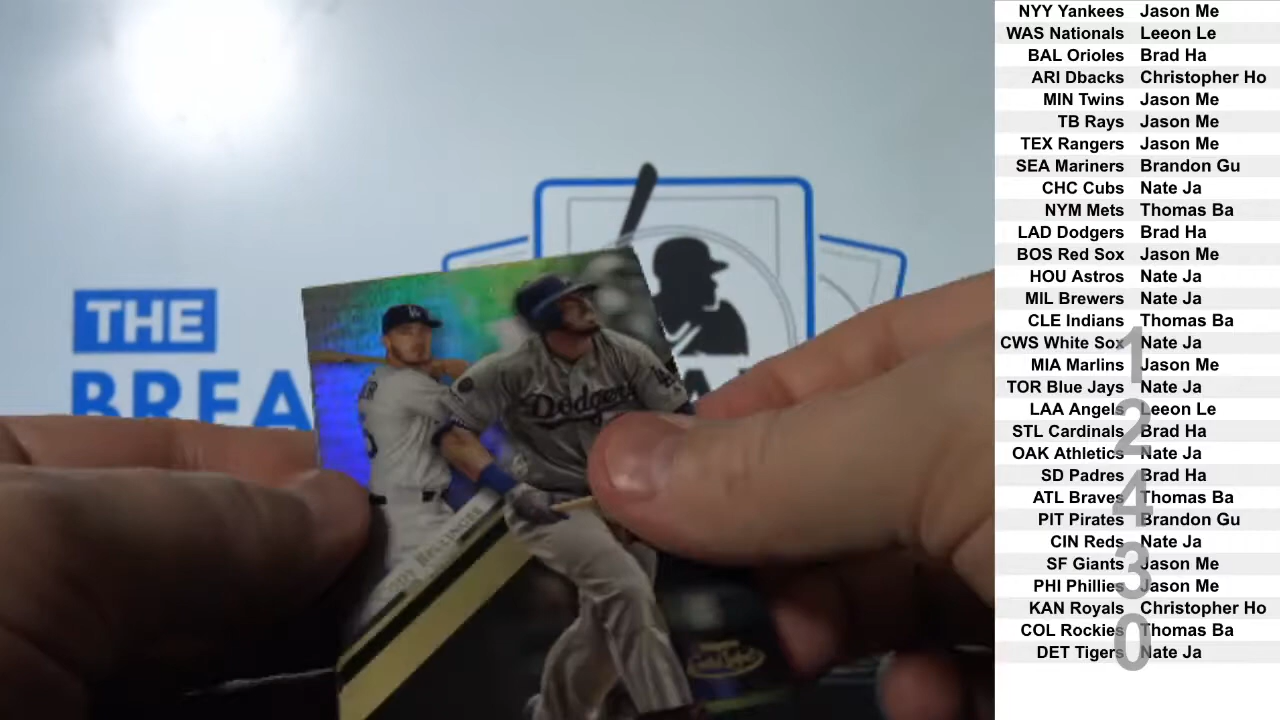 THE
BREA
Dodgers
LA
CODY BELLINGER
NYY Yankees Jason Me
WAS Nationals Leeon Le
BAL Orioles Brad Ha
ARI Dbacks Christopher Ho
MIN Twins Jason Me
TB Rays Jason Me
TEX Rangers Jason Me
SEA Mariners Brandon Gu
CHC Cubs Nate Ja
NYM Mets Thomas Ba
LAD Dodgers Brad Ha
BOS Red Sox Jason Me
HOU Astros Nate Ja
MIL Brewers Nate Ja
CLE Indians Thomas Ba
CWS White Sox Nate Ja
MIA Marlins Jason Me
TOR Blue Jays Nate Ja
LAA Angels Leeon Le
STL Cardinals Brad Ha
OAK Athletics Nate Ja
SD Padres Brad Ha
ATL Braves Thomas Ba
PIT Pirates Brandon Gu
CIN Reds Nate Ja
SF Giants Jason Me
PHI Phillies Jason Me
KAN Royals Christopher Ho
COL Rockies Thomas Ba
DET Tigers Nate Ja
1
2
4
3
0